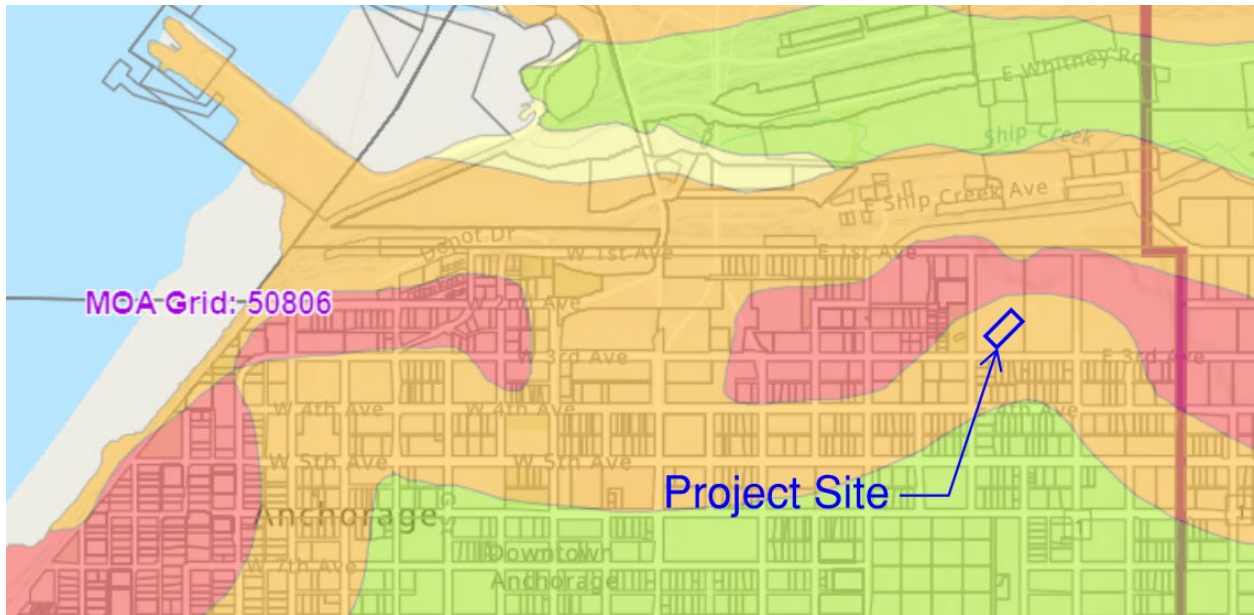 E Whitney Rd
Ship Creek
E Ship Creek Ave
Depot Dr
W 1st Ave
E 1st Ave
MOA Grid: 50806
W 2nd Ave
W 3rd Ave
E 3rd Ave
W 4th Ave
W 4th Ave
4th Ave
W 5th Ave
W 5th Ave
Project Site
Anchorage
1
1
Downtown
Anchorage
W 7th Ave